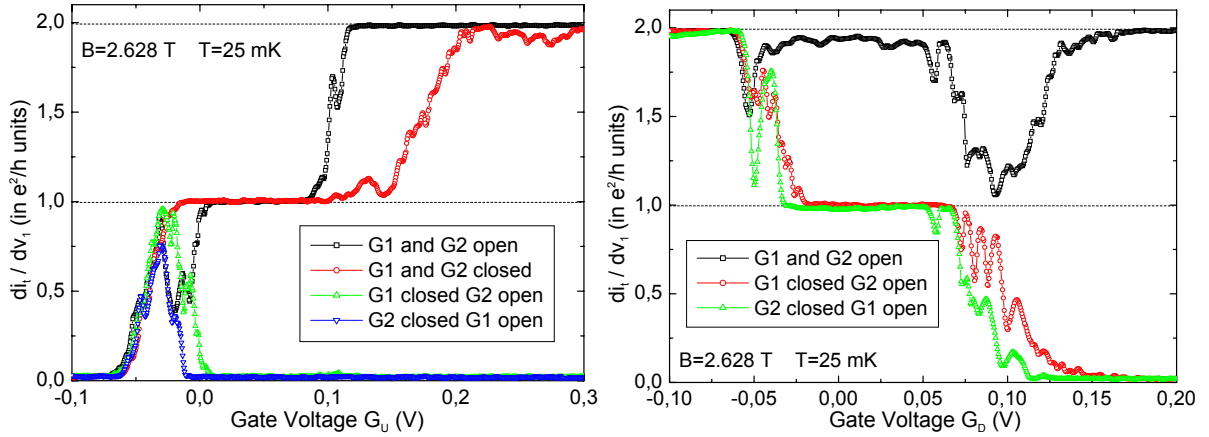 2,0
1,5
1,0
0,5
0,0
di_I / dv_1 (in e²/h units)
B=2.628 T T=25 mK
G1 and G2 open
G1 and G2 closed
G1 closed G2 open
G2 closed G1 open
-0,1 0,0 0,1 0,2 0,3
Gate Voltage G_U (V)
2,0
1,5
1,0
0,5
0,0
di_I / dv_1 (in e²/h units)
G1 and G2 open
G1 closed G2 open
G2 closed G1 open
B=2.628 T T=25 mK
-0,10 -0,05 0,00 0,05 0,10 0,15 0,20
Gate Voltage G_D (V)